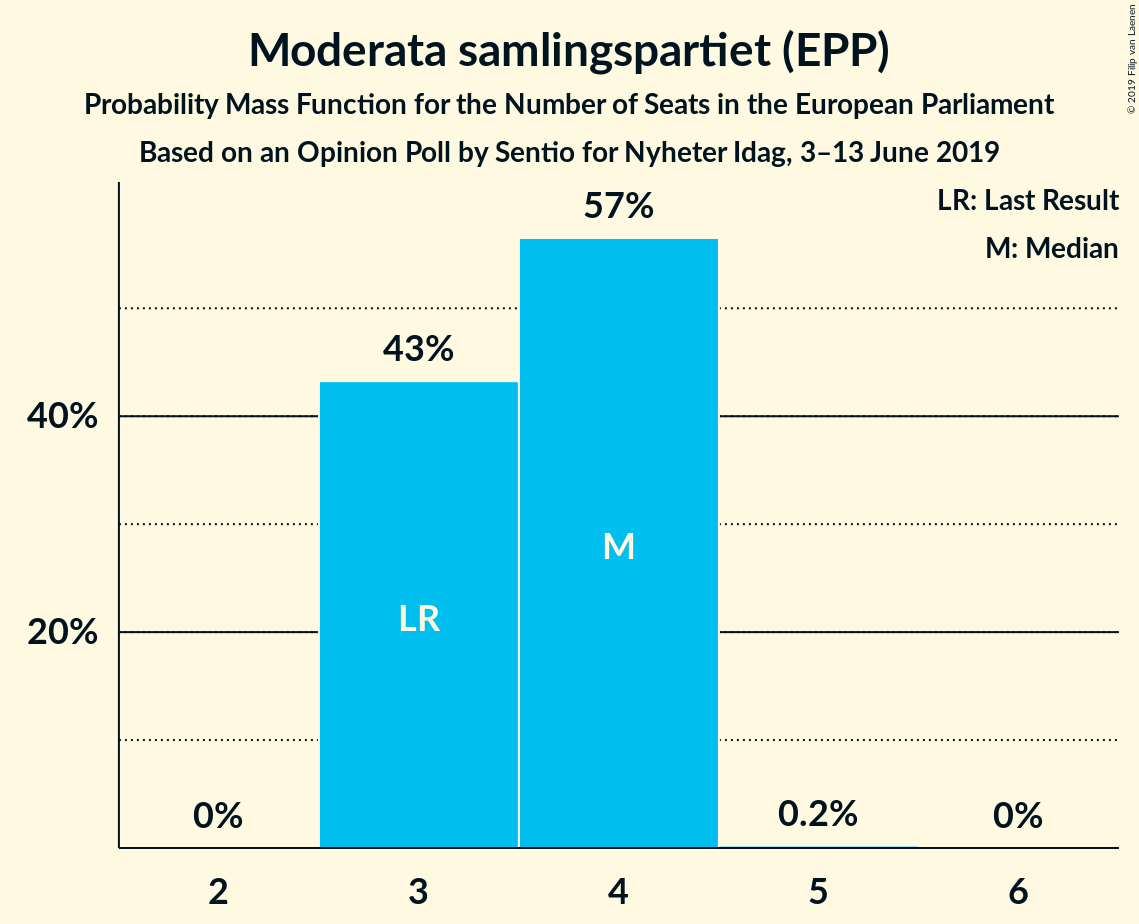 Moderata samlingspartiet (EPP)
Probability Mass Function for the Number of Seats in the European Parliament
Based on an Opinion Poll by Sentio for Nyheter Idag, 3–13 June 2019
© 2019 Filip van Laenen
LR: Last Result
M: Median
57%
43%
40%
M
LR
20%
0%
0.2%
0%
2
3
4
5
6